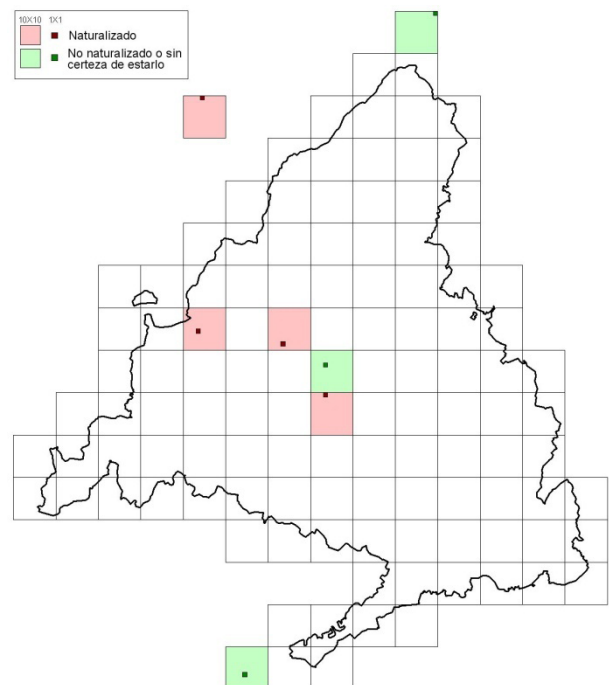 10X10 1X1
Naturalizado
No naturalizado o sin
certeza de estarlo